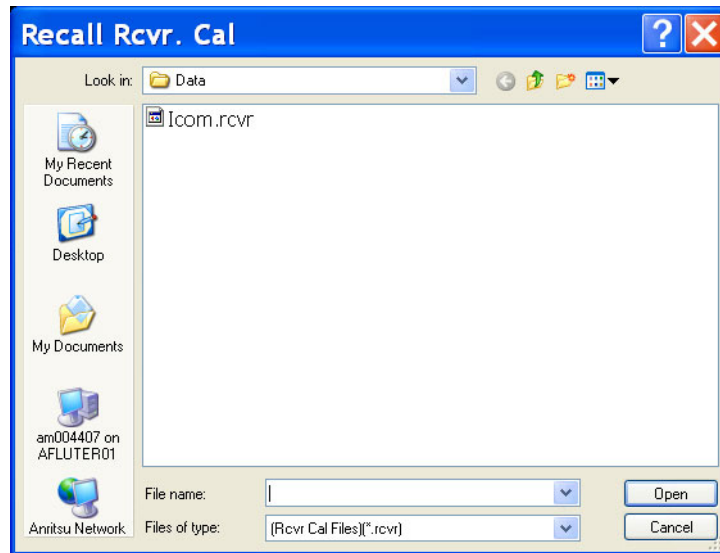 Recall Rcvr. Cal
Look in:
Data
Icom.rcvr
My Recent
Documents
Desktop
My Documents
am004407 on
AFLUTER01
Anritsu Network
File name:
Open
Files of type:
(Rcvr Cal Files)(*.rcvr)
Cancel